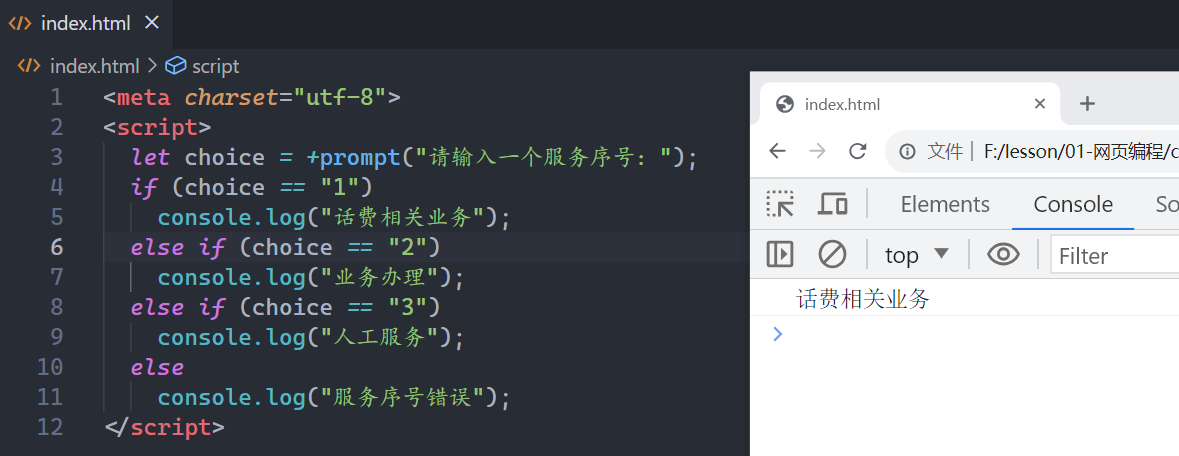 index.html
index.html > script
1 <meta charset="utf-8">
2 <script>
3 let choice = +prompt("请输入一个服务序号: ");
4 if (choice == "1")
5 console.log("话费相关业务");
6 else if (choice == "2")
7 console.log("业务办理");
8 else if (choice == "3")
9 console.log("人工服务");
10 else
11 console.log("服务序号错误");
12 </script>
index.html
文件 | F:/lesson/01-网页编程/c
Elements Console So
top Filter
话费相关业务